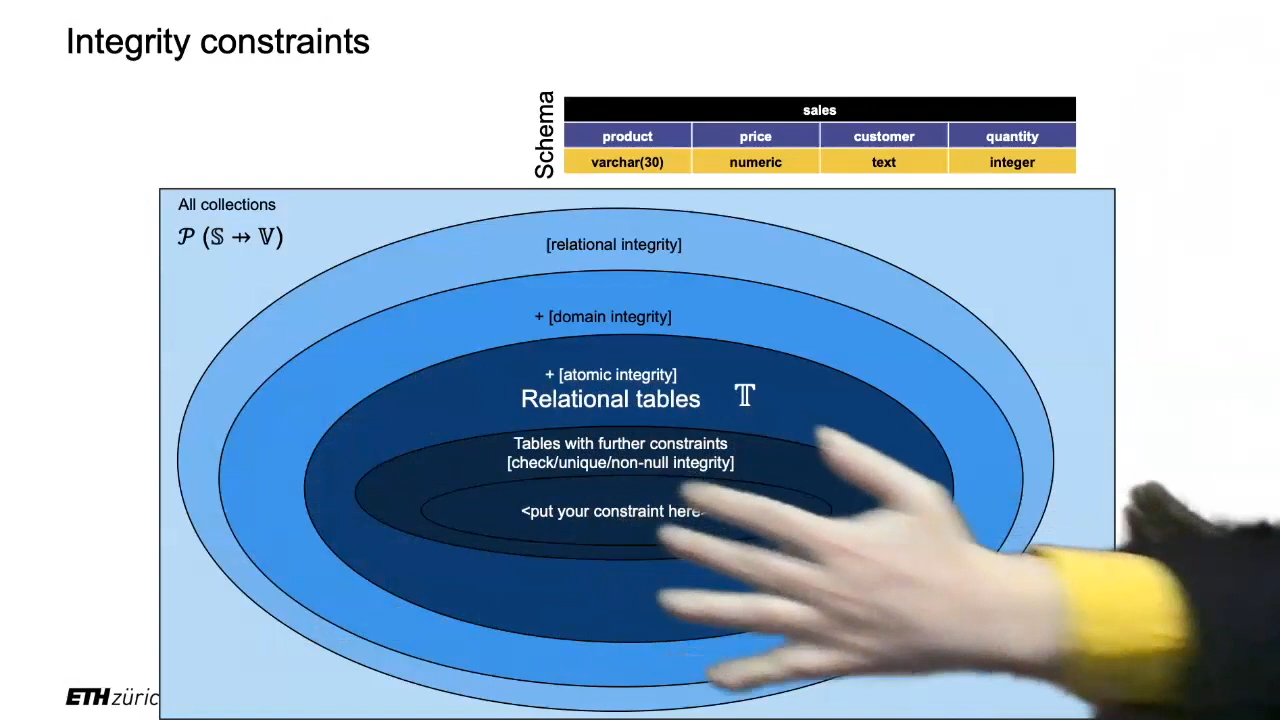 Integrity constraints
Schema
sales
product price customer quantity
varchar(30) numeric text integer
All collections
𝒫 (𝕊 ⇸ 𝕍)
[relational integrity]
+ [domain integrity]
+ [atomic integrity]
Relational tables 𝕋
Tables with further constraints
[check/unique/non-null integrity]
<put your constraint here
ETH züric